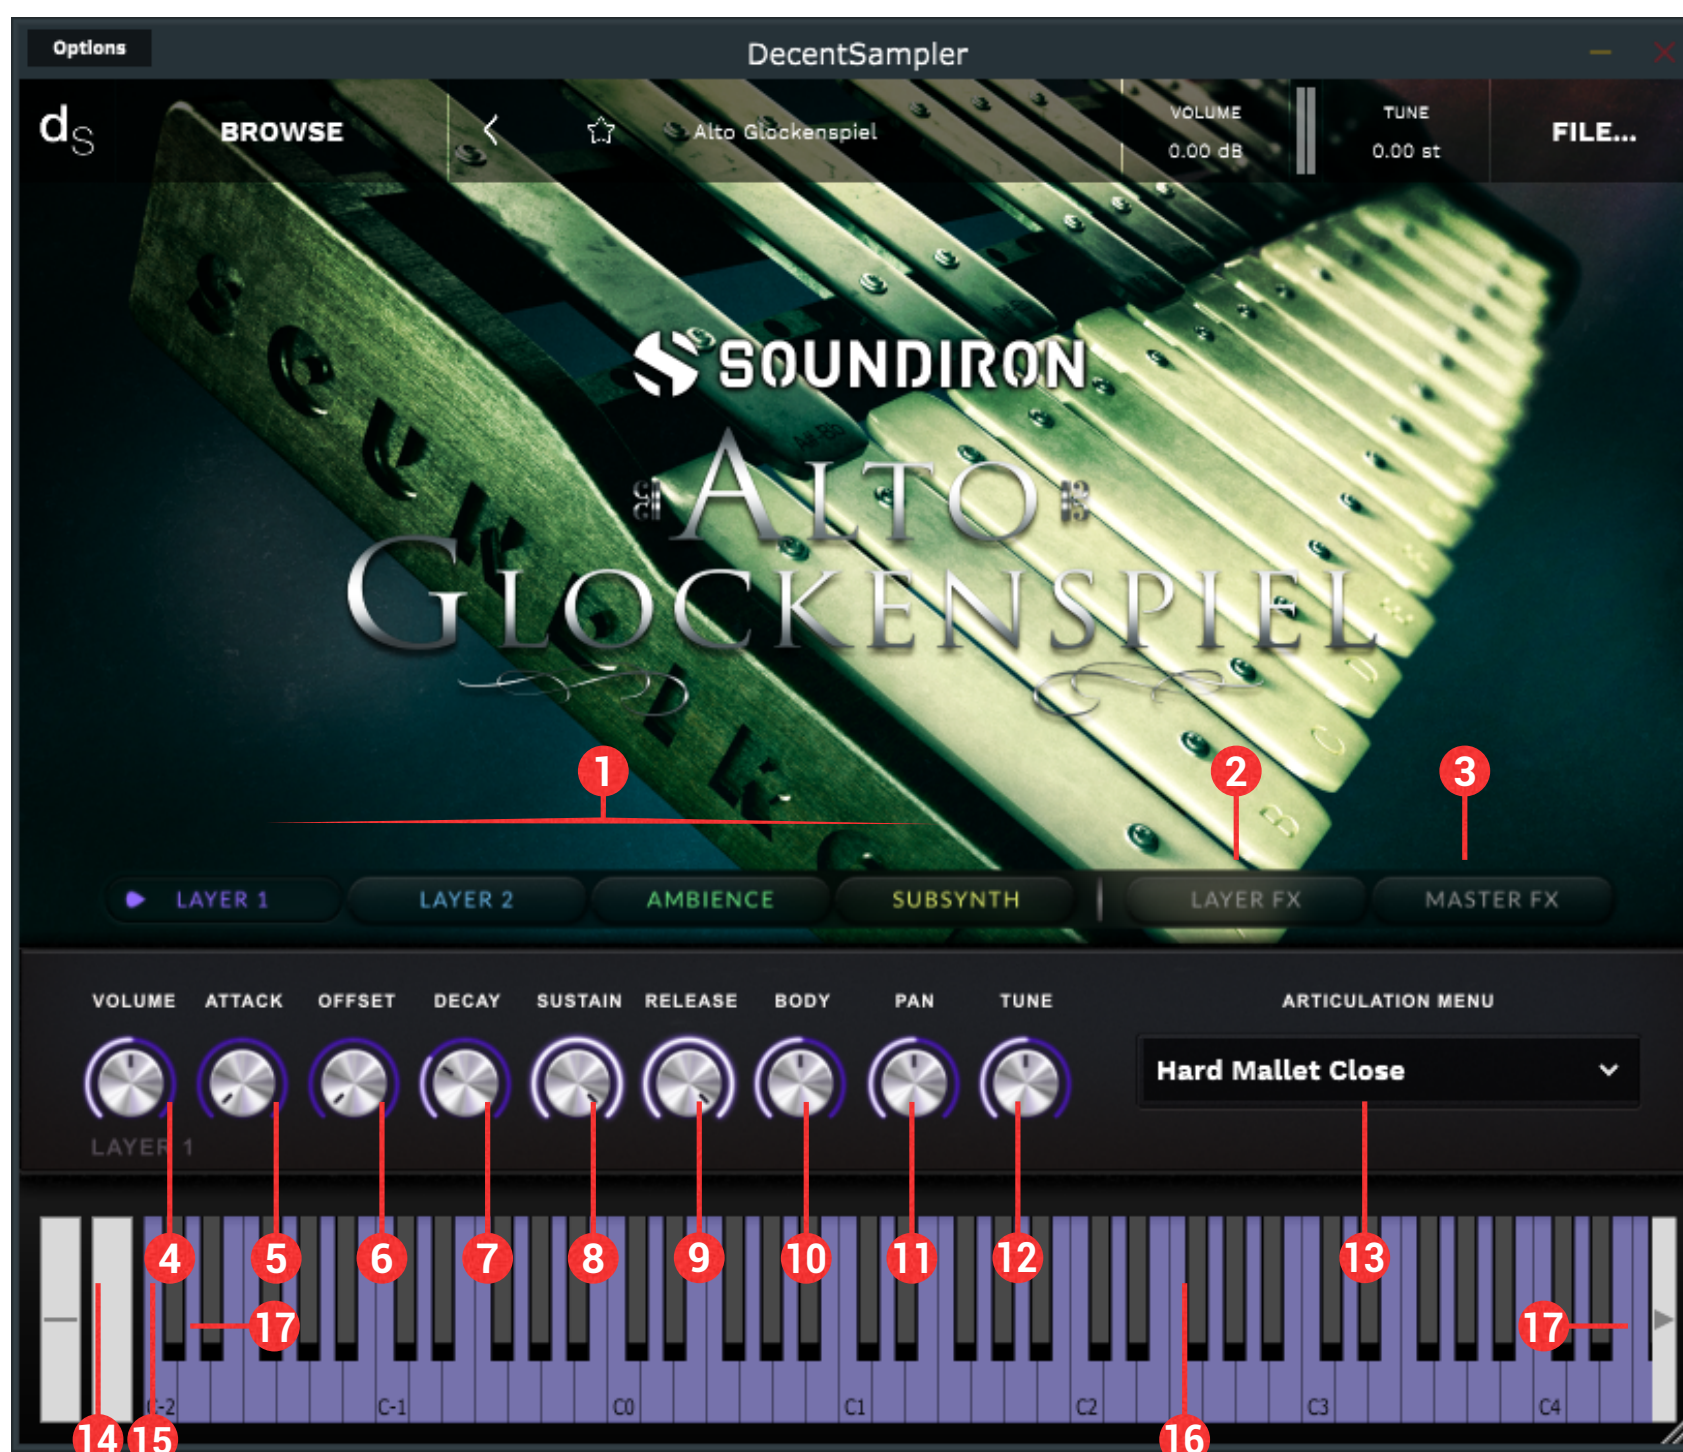 Options
DecentSampler
dS
BROWSE
Alto Glockenspiel
VOLUME
0.00 dB
TUNE
0.00 st
FILE...
SOUNDIRON
A#-Bb
ALTO
GLOCKENSPIEL
D
C
B
1
2
3
LAYER 1
LAYER 2
AMBIENCE
SUBSYNTH
LAYER FX
MASTER FX
VOLUME ATTACK OFFSET DECAY SUSTAIN RELEASE BODY PAN TUNE
ARTICULATION MENU
Hard Mallet Close
LAYER 1
4 5 6 7 8 9 10 11 12 13
17 17
C-2 C-1 C0 C1 C2 C3 C4
14 15 16